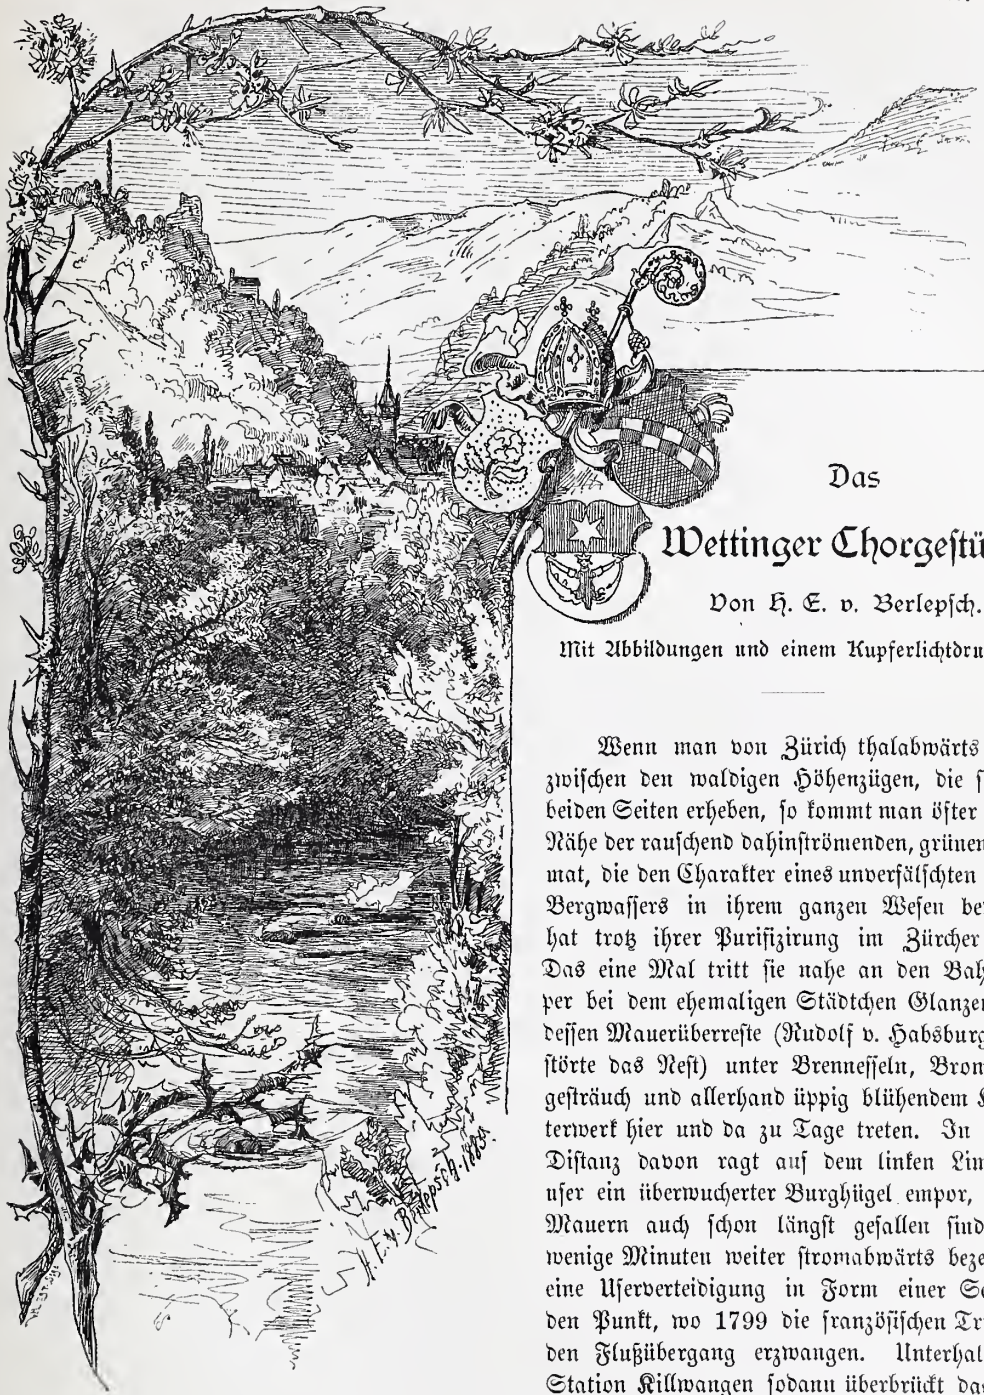 Das
Wettinger Chorgestü
Von H. E. v. Berlepsch.
Mit Abbildungen und einem Kupferlichtdru
Wenn man von Zürich thalabwärts
zwischen den waldigen Höhenzügen, die s
beiden Seiten erheben, so kommt man öfter
Nähe der rauschend dahinströmenden, grünen
mat, die den Charakter eines unverfälschten
Bergwassers in ihrem ganzen Wesen be
hat trotz ihrer Purifizirung im Zürcher
Das eine Mal tritt sie nahe an den Bah
per bei dem ehemaligen Städtchen Glanzen
dessen Mauerüberreste (Rudolf v. Habsburg
störte das Nest) unter Brennesseln, Brom
gesträuch und allerhand üppig blühendem K
terwerk hier und da zu Tage treten. In
Distanz davon ragt auf dem linken Lim
ufer ein überwucherter Burghügel empor,
Mauern auch schon längst gefallen sind
wenige Minuten weiter stromabwärts beze
eine Uferverteidigung in Form einer Sc
den Punkt, wo 1799 die französischen Tr
den Flußübergang erzwangen. Unterhal
Station Killwangen sodann überbrückt das
H. E. v. Berlepsch. 188